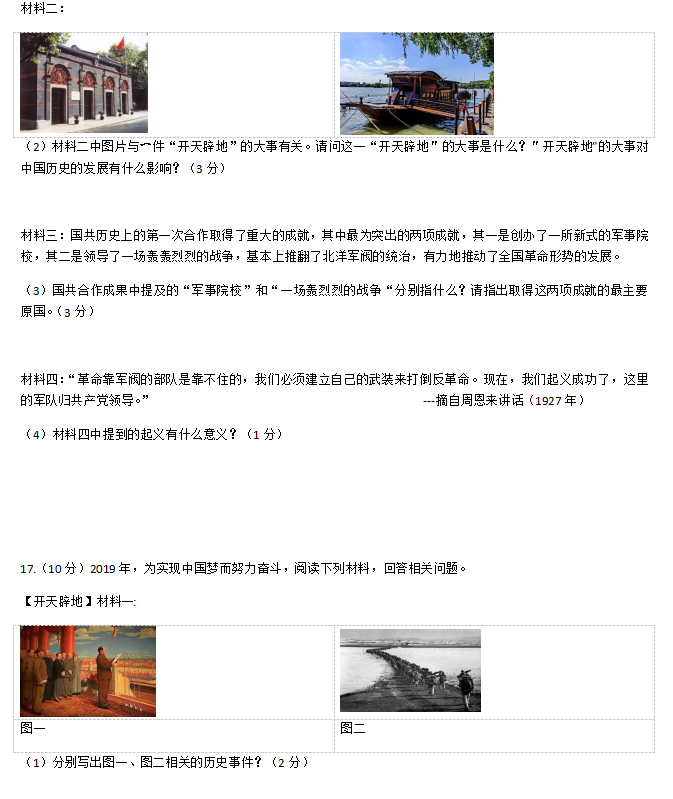 材料二：
（2）材料二中图片与一件“开天辟地”的大事有关。请问这一“开天辟地”的大事是什么？”开天辟地”的大事对
中国历史的发展有什么影响？（3 分）
材料三：国共历史上的第一次合作取得了重大的成就，其中最为突出的两项成就，其一是创办了一所新式的军事院
校，其二是领导了一场轰轰烈烈的战争，基本上推翻了北洋军阀的统治，有力地推动了全国革命形势的发展。
（3）国共合作成果中提及的“军事院校”和“一场轰轰烈烈的战争“分别指什么？请指出取得这两项成就的最主要
原因。（3 分）
材料四：“革命靠军阀的部队是靠不住的，我们必须建立自己的武装来打倒反革命。现在，我们起义成功了，这里
的军队归共产党领导。” ---摘自周恩来讲话（1927 年）
（4）材料四中提到的起义有什么意义？（1 分）
17.（10 分）2019 年，为实现中国梦而努力奋斗，阅读下列材料，回答相关问题。
【开天辟地】材料一:
图一 图二
（1）分别写出图一、图二相关的历史事件？（2 分）